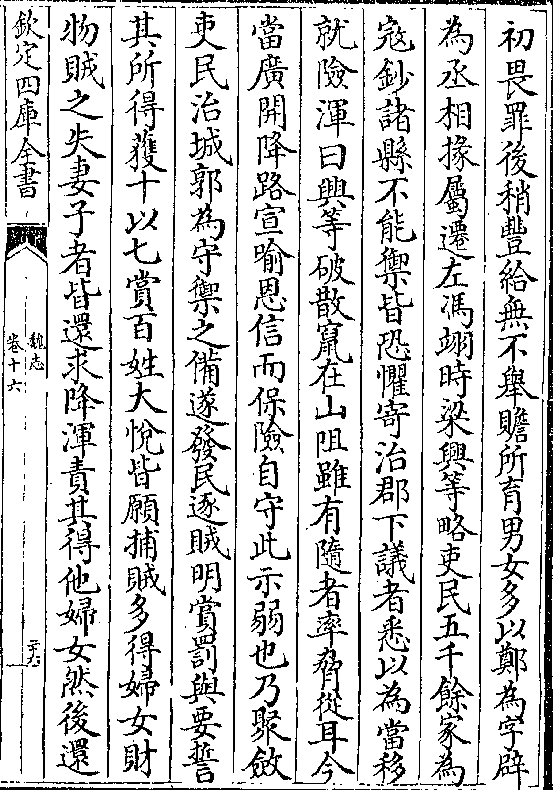 初畏罪後稍豐給無不舉贍所育男女多以鄭為字辟
為丞相掾屬遷左馮翊時梁興等略吏民五千餘家為
寇鈔諸縣不能禦皆恐懼寄治郡下議者悉以為當移
就險渾曰興等破散竄在山阻雖有隨者率脅從耳今
當廣開降路宣喻恩信而保險自守此示弱也乃聚斂
吏民治城郭為守禦之備遂發民逐賊明賞罰與要誓
其所得獲十以七賞百姓大悅皆願捕賊多得婦女財
物賊之失妻子者皆還求降渾責其得他婦女然後還
欽定四庫全書
魏志
卷十六
二十六